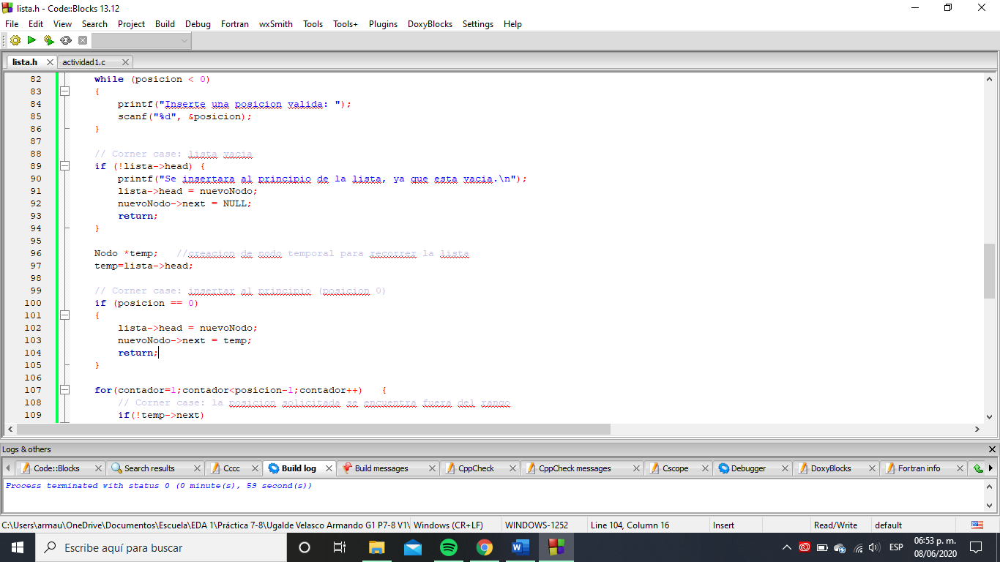 lista.h - Code::Blocks 13.12
File Edit View Search Project Build Debug Fortran wxSmith Tools Tools+ Plugins DoxyBlocks Settings Help
lista.h actividad1.c
82 while (posicion < 0)
83 {
84 printf("Inserte una posicion valida: ");
85 scanf("%d", &posicion);
86 }
87
88 // Corner case: lista vacia
89 if (!lista->head) {
90 printf("Se insertara al principio de la lista, ya que esta vacia.\n");
91 lista->head = nuevoNodo;
92 nuevoNodo->next = NULL;
93 return;
94 }
95
96 Nodo *temp; //creacion de nodo temporal para recorrer la lista
97 temp=lista->head;
98
99 // Corner case: insertar al principio (posicion 0)
100 if (posicion == 0)
101 {
102 lista->head = nuevoNodo;
103 nuevoNodo->next = temp;
104 return;
105 }
106
107 for(contador=1;contador<posicion-1;contador++) {
108 // Corner case: la posicion solicitada se encuentra fuera del rango
109 if(!temp->next)
Logs & others
Code::Blocks Search results Cccc Build log Build messages CppCheck CppCheck messages Cscope Debugger DoxyBlocks Fortran info
Process terminated with status 0 (0 minute(s), 59 second(s))
C:\Users\armau\OneDrive\Documentos\Escuela\EDA 1\Práctica 7-8\Ugalde Velasco Armando G1 P7-8 V1\ Windows (CR+LF) WINDOWS-1252 Line 104, Column 16 Insert Read/Write default
Escribe aquí para buscar
ESP
06:53 p. m.
08/06/2020